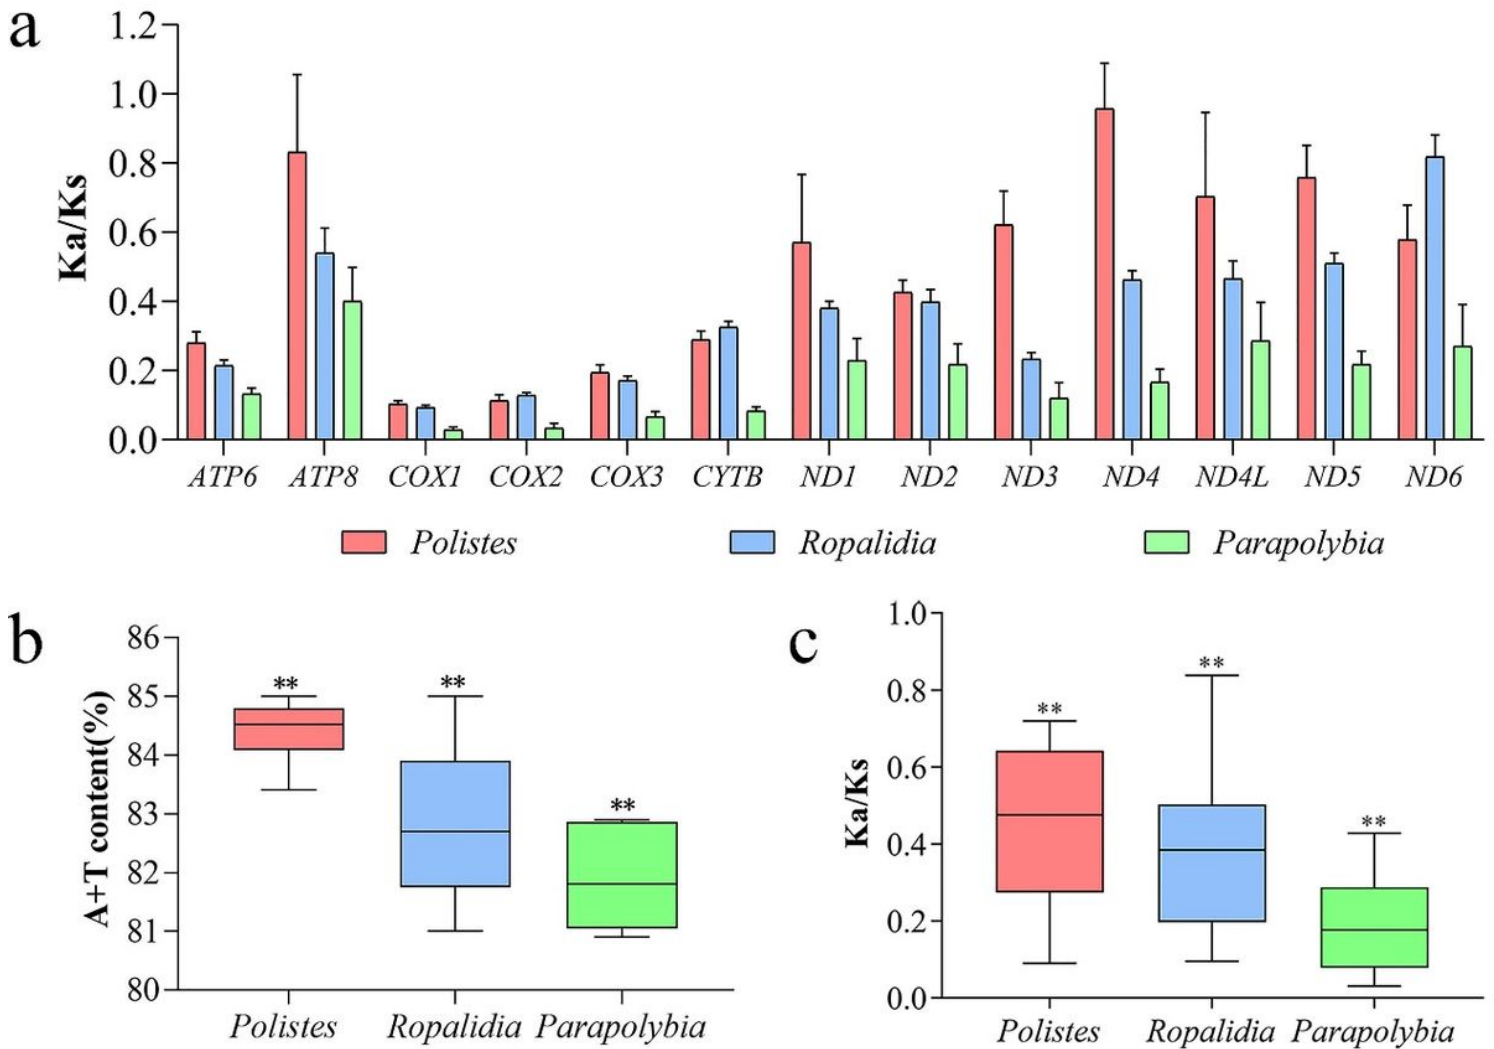 a
Ka/Ks
1.2
1.0
0.8
0.6
0.4
0.2
0.0
ATP6 ATP8 COX1 COX2 COX3 CYTB ND1 ND2 ND3 ND4 ND4L ND5 ND6
Polistes Ropalidia Parapolybia
b
A+T content(%)
86
85
84
83
82
81
80
** ** **
Polistes Ropalidia Parapolybia
c
Ka/Ks
1.0
0.8
0.6
0.4
0.2
0.0
** ** **
Polistes Ropalidia Parapolybia